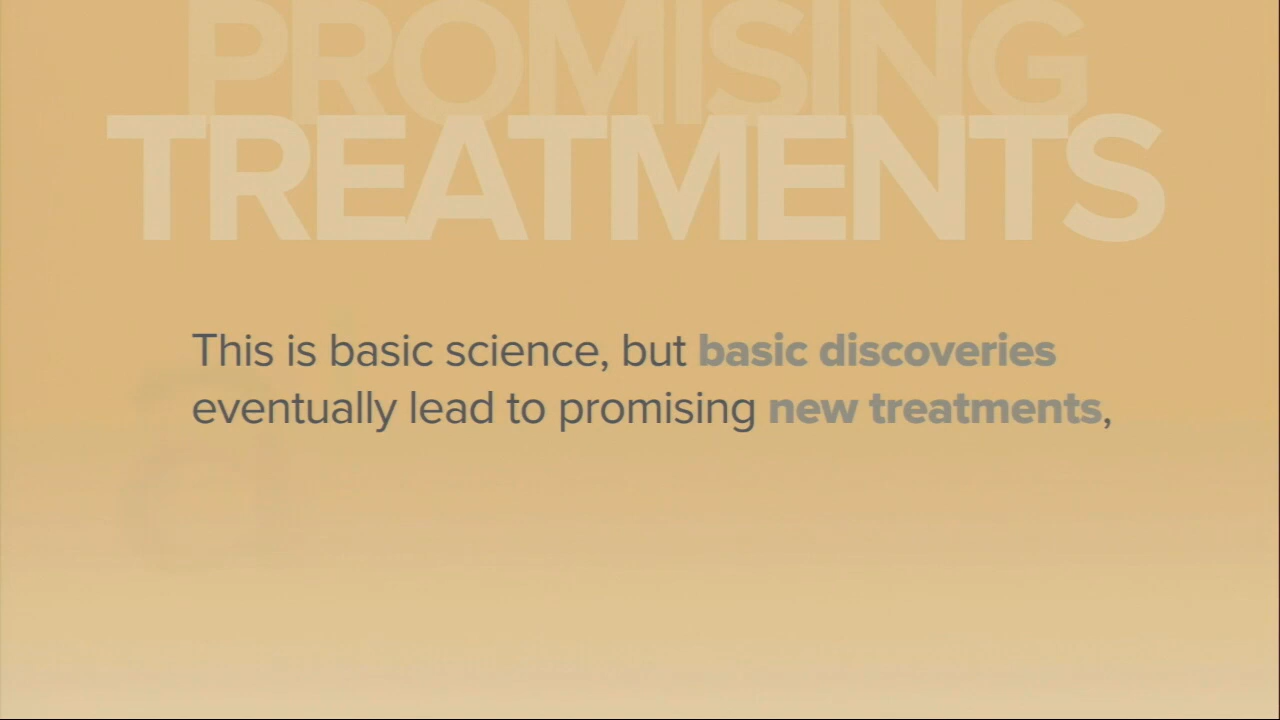 PROMISING
TREATMENTS
This is basic science, but basic discoveries
eventually lead to promising new treatments,